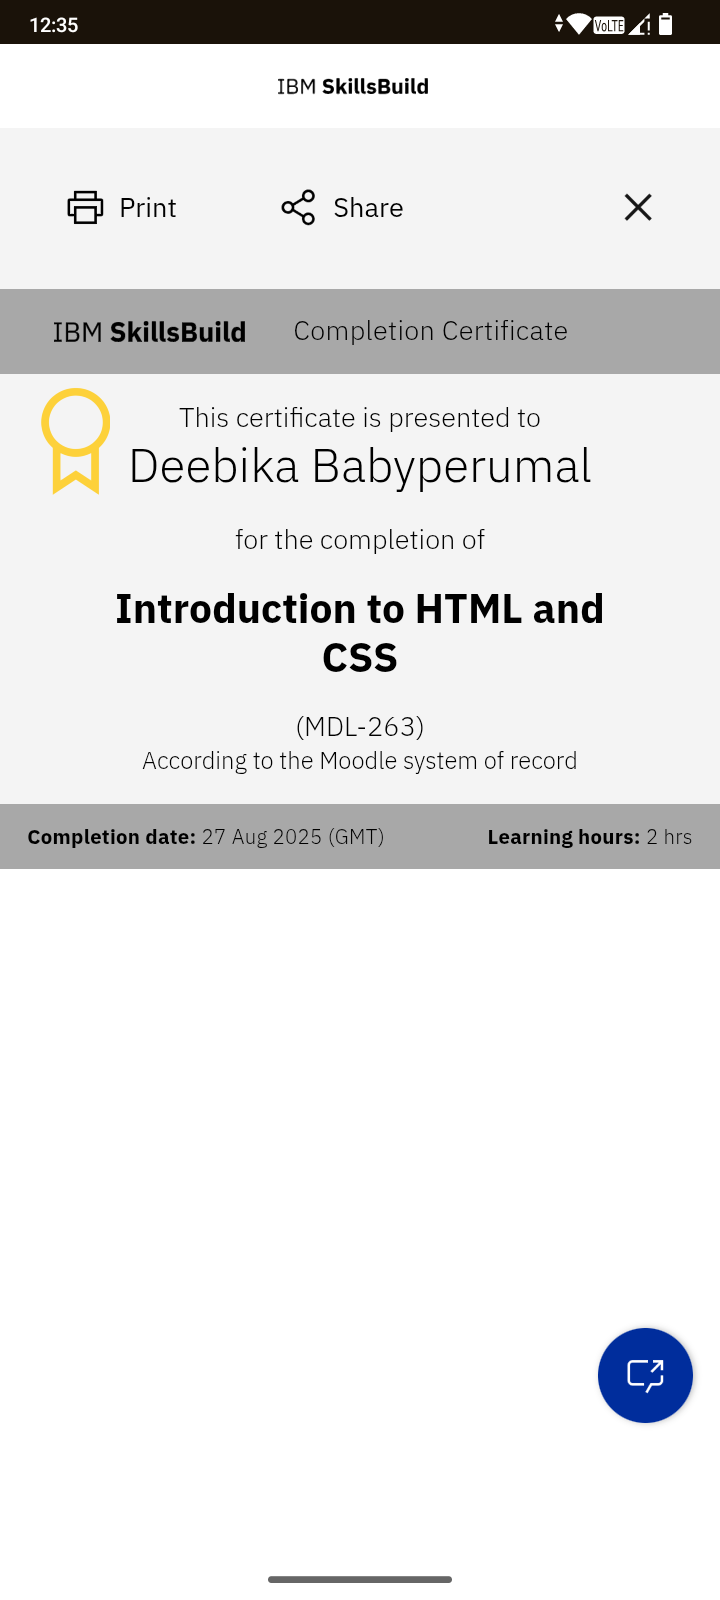 12:35
VoLTE
IBM SkillsBuild
Print
Share
IBM SkillsBuild Completion Certificate
This certificate is presented to
Deebika Babyperumal
for the completion of
Introduction to HTML and
CSS
(MDL-263)
According to the Moodle system of record
Completion date: 27 Aug 2025 (GMT)
Learning hours: 2 hrs